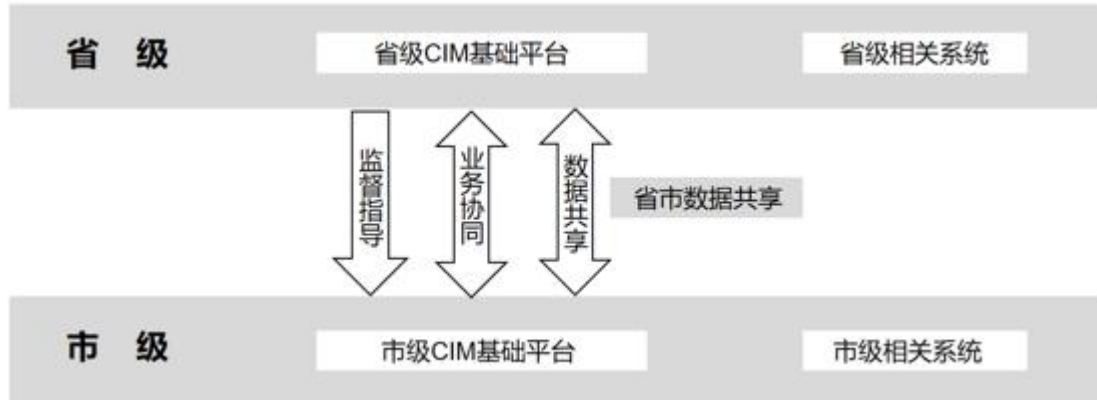 省 级
省级CIM基础平台
省级相关系统
监督指导
业务协同
数据共享
省市数据共享
市 级
市级CIM基础平台
市级相关系统